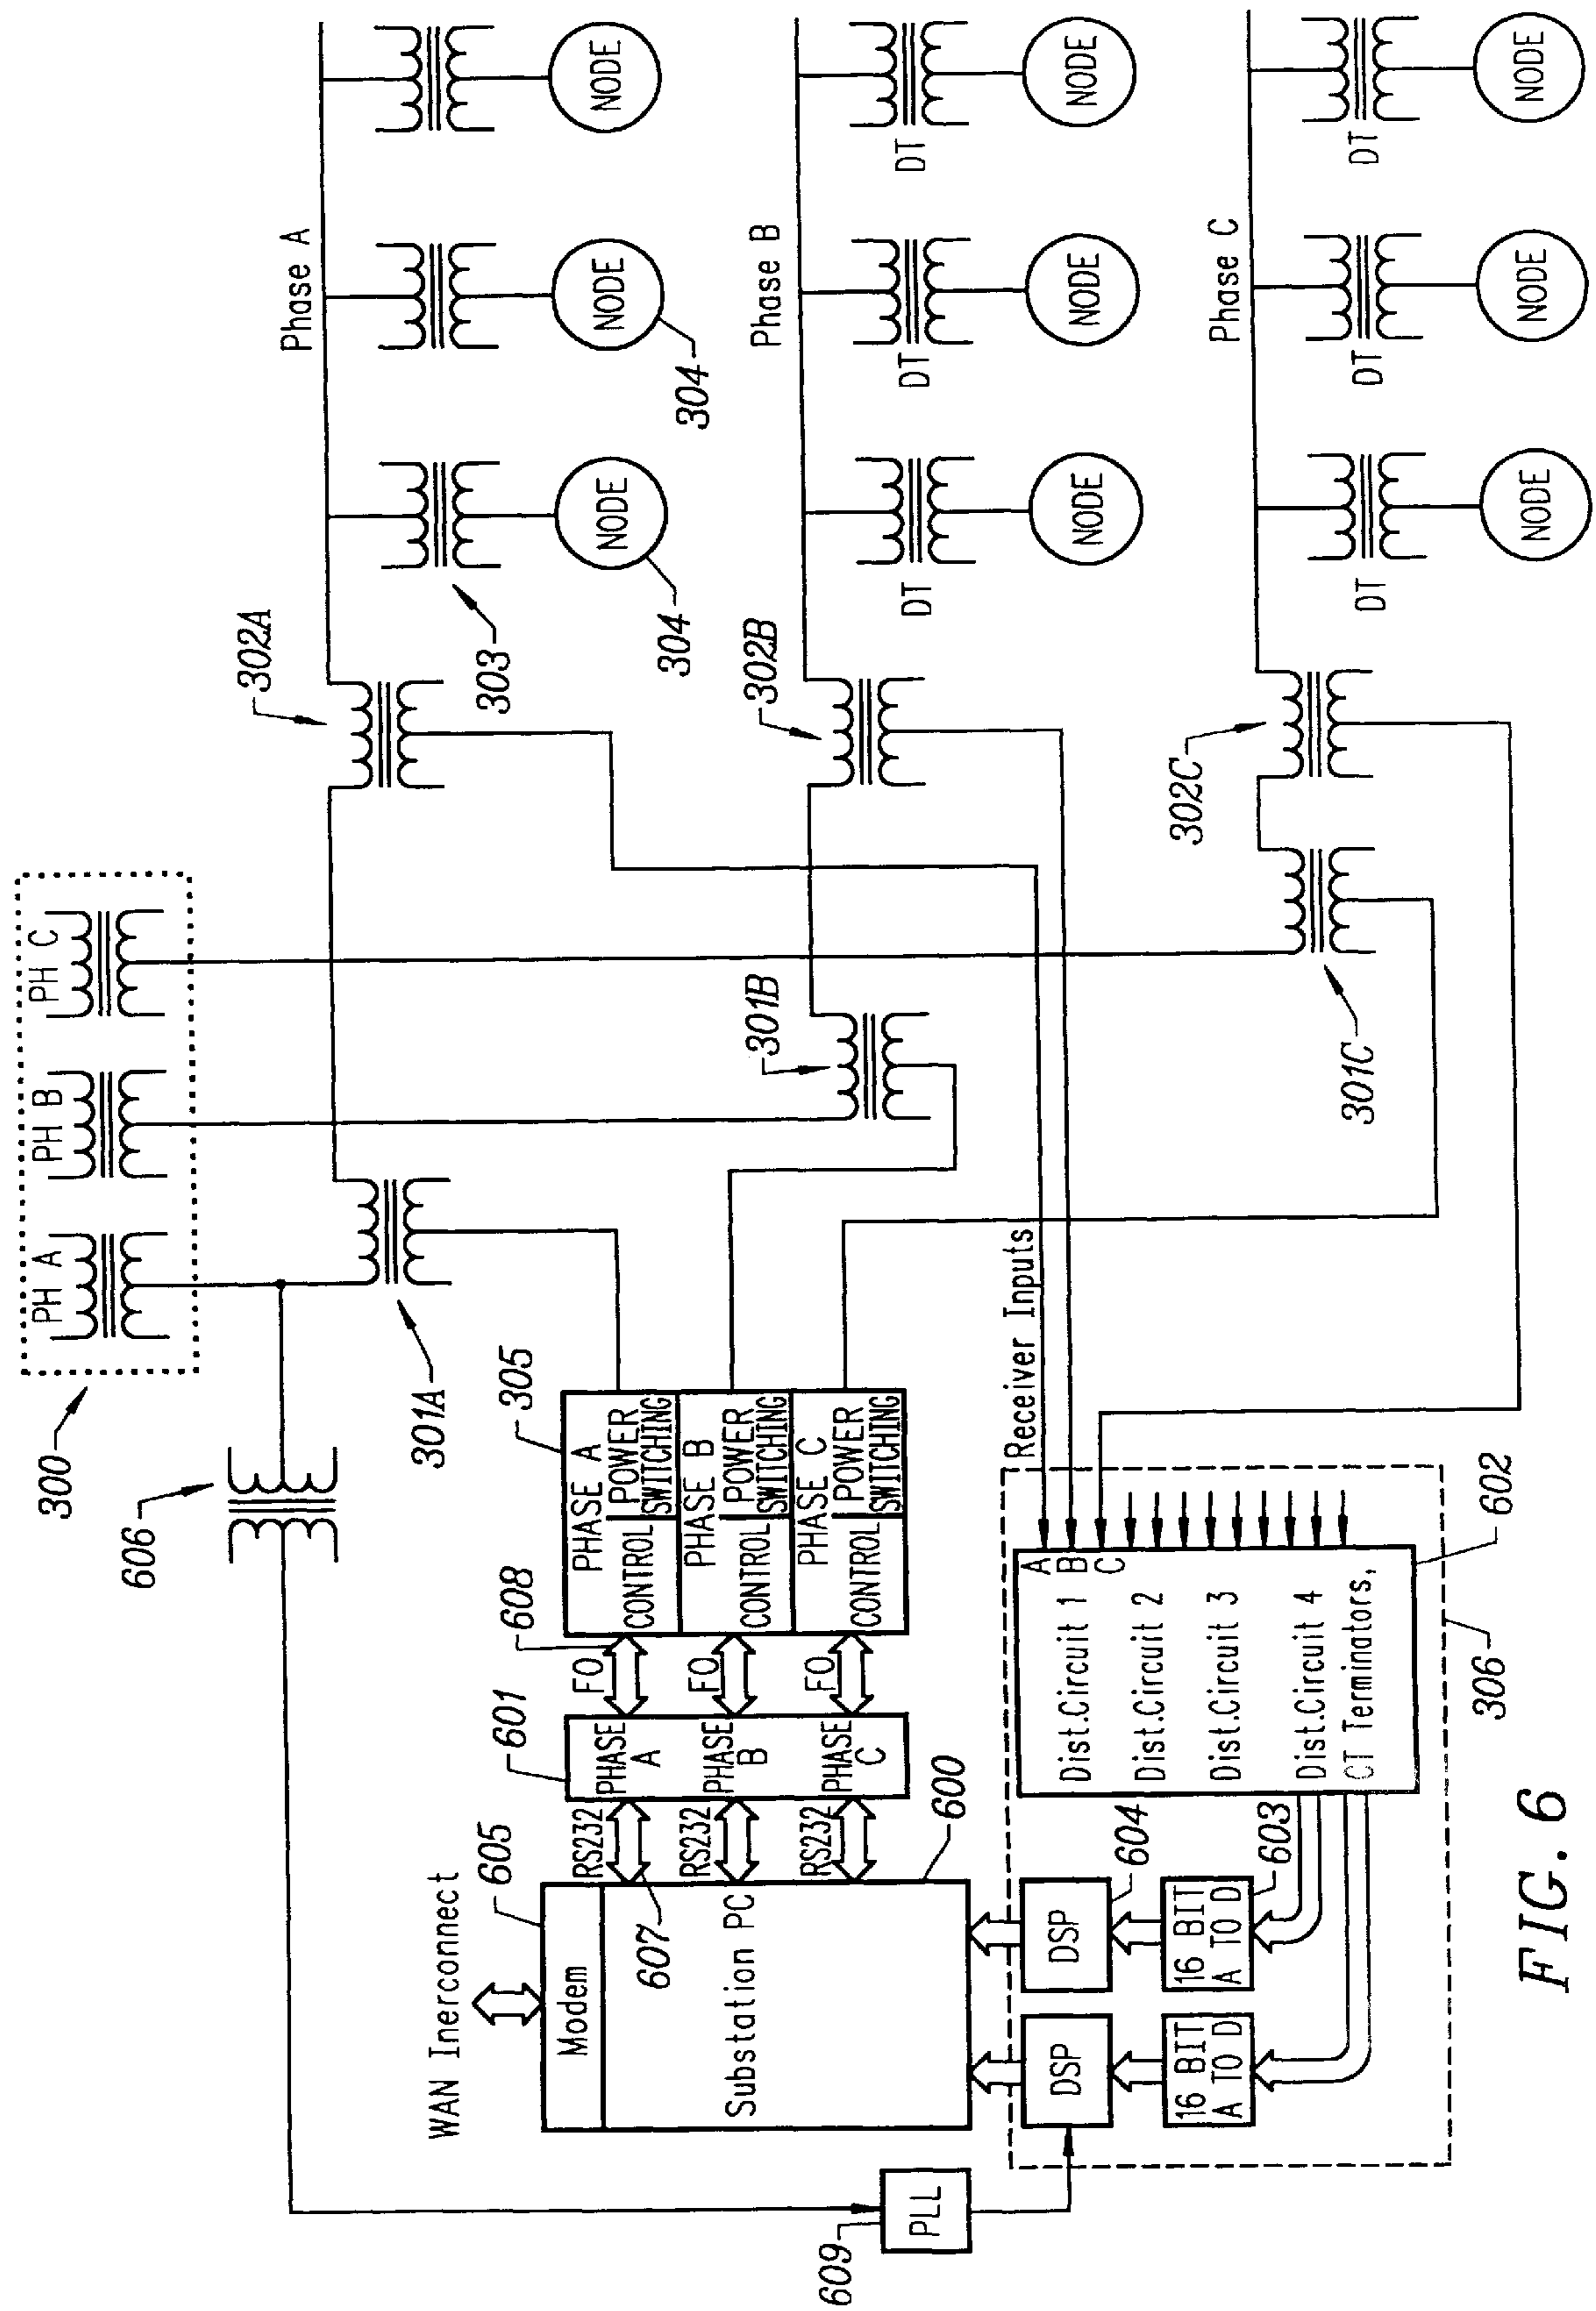 300
PH A
PH B
PH C
606
301A
302A
Phase A
303
304
304
NODE
NODE
NODE
WAN Inerconnect
605
Modem
Substation PC
607
600
RS232
RS232
RS232
601
PHASE
A
PHASE
B
PHASE
C
FO
FO
FO
608
305
PHASE A
CONTROL
POWER
SWITCHING
PHASE B
CONTROL
POWER
SWITCHING
PHASE C
CONTROL
POWER
SWITCHING
301B
302B
Phase B
DT
DT
DT
NODE
NODE
NODE
609
PLL
DSP
DSP
604
16 BIT
A TO D
16 BIT
A TO D
603
Receiver Inputs
A
B
C
Dist.Circuit 1
Dist.Circuit 2
Dist.Circuit 3
Dist.Circuit 4
CT Terminators,
602
306
301C
302C
Phase C
DT
DT
DT
NODE
NODE
NODE
FIG. 6